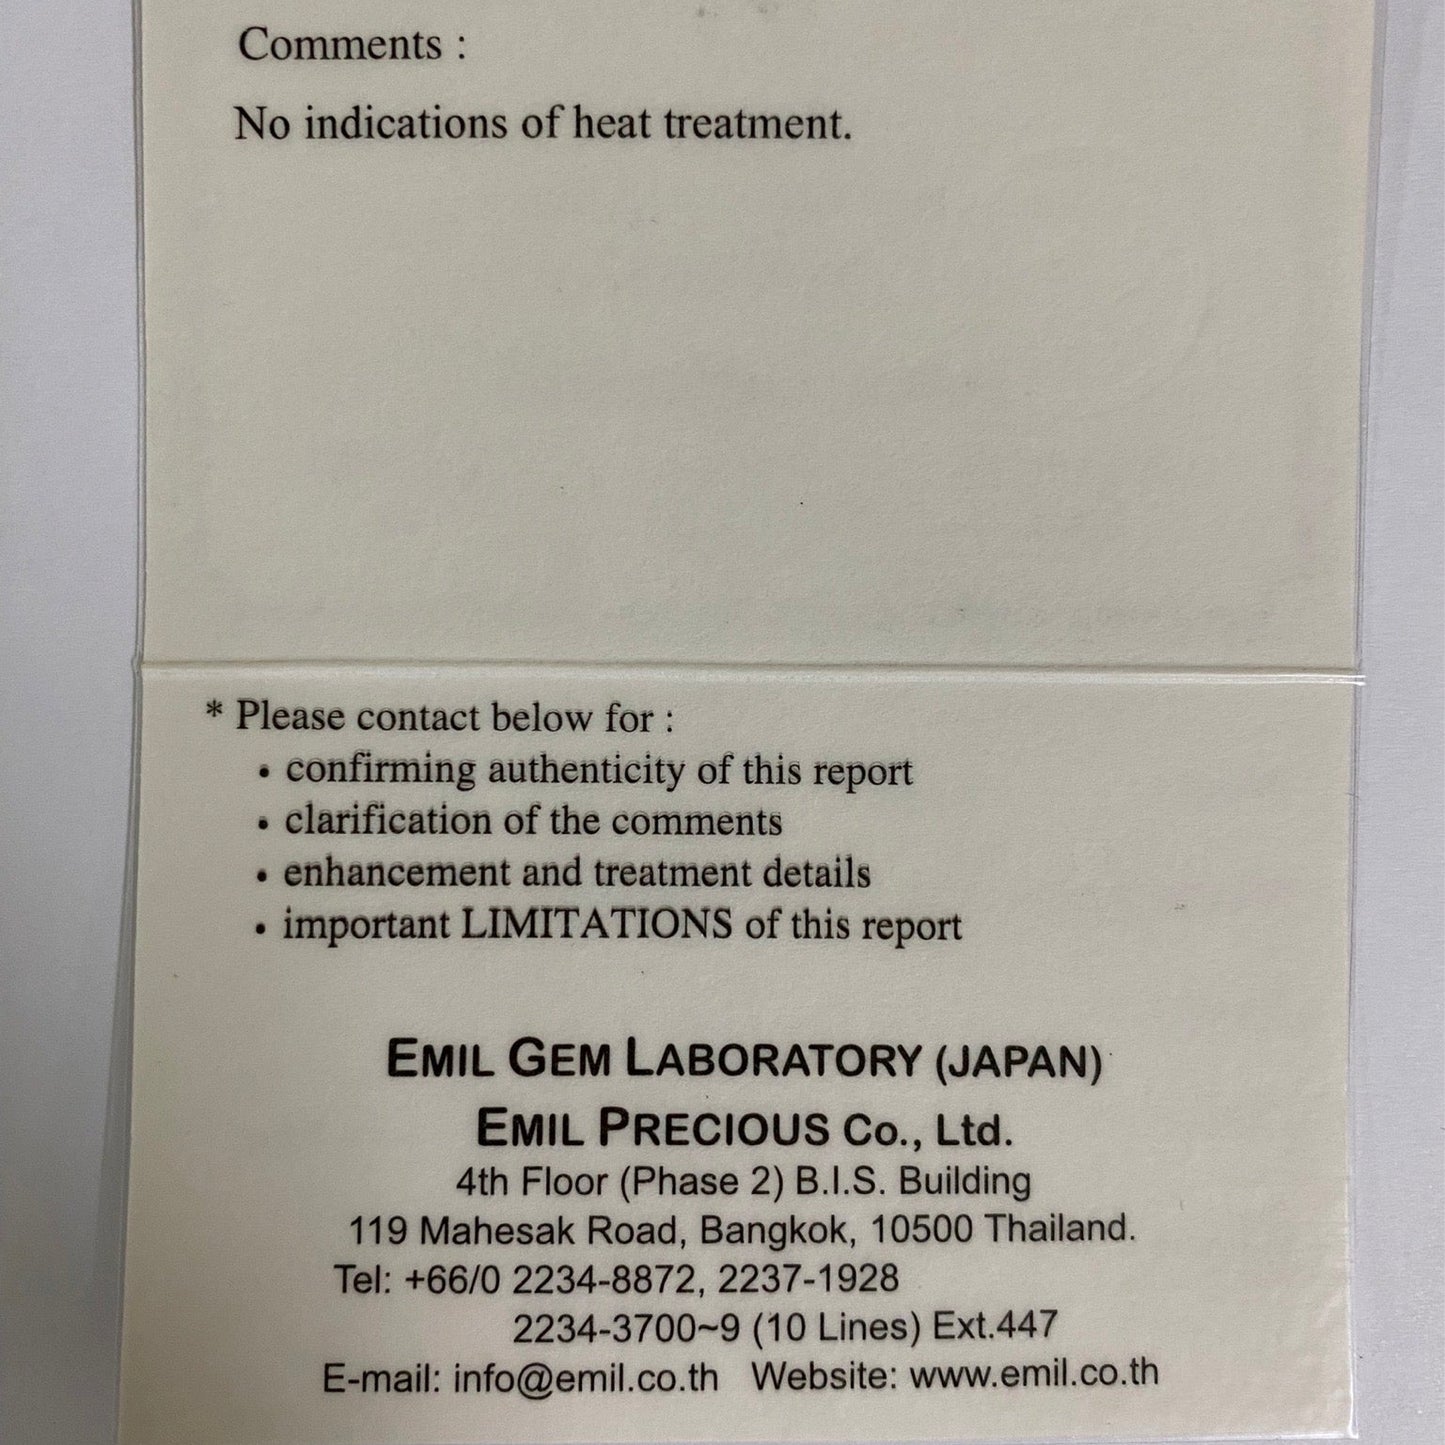 Comments :
No indications of heat treatment.
* Please contact below for :
• confirming authenticity of this report
• clarification of the comments
• enhancement and treatment details
• important LIMITATIONS of this report
EMIL GEM LABORATORY (JAPAN)
EMIL PRECIOUS Co., Ltd.
4th Floor (Phase 2) B.I.S. Building
119 Mahesak Road, Bangkok, 10500 Thailand.
Tel: +66/0 2234-8872, 2237-1928
2234-3700~9 (10 Lines) Ext.447
E-mail: info@emil.co.th Website: www.emil.co.th